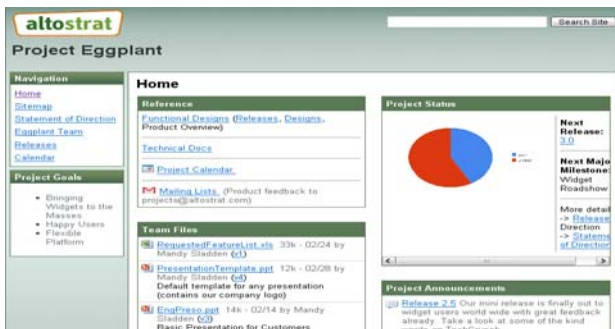 altostrat
Search Site
Project Eggplant
Navigation
Home
Sitemap
Statement of Direction
Eggplant Team
Releases
Calendar
Project Goals
Bringing
Widgets to the
Masses
Happy Users
Flexible
Platform
Home
Reference
Functional Designs (Releases, Designs,
Product Overview)
Technical Docs
Project Calendar
Mailing Lists (Product feedback to
projects@altostrat.com)
Team Files
RequestedFeatureList.xls 33k - 02/24 by
Mandy Sladden (v1)
PresentationTemplate.ppt 12k - 02/28 by
Mandy Sladden (v4)
Default template for any presentation
(contains our company logo)
EngPreso.ppt 14k - 02/14 by Mandy
Sladden (v3)
Basic Presentation for Customers
Project Status
Next
Release:
3.0
Next Majo
Milestone:
Widget
Roadshow
More detail
-> Release
Direction
-> Stateme
of Direction
Project Announcements
Release 2.5 Our mini release is finally out to
widget users world wide with great feedback
already. Take a look at some of the kind